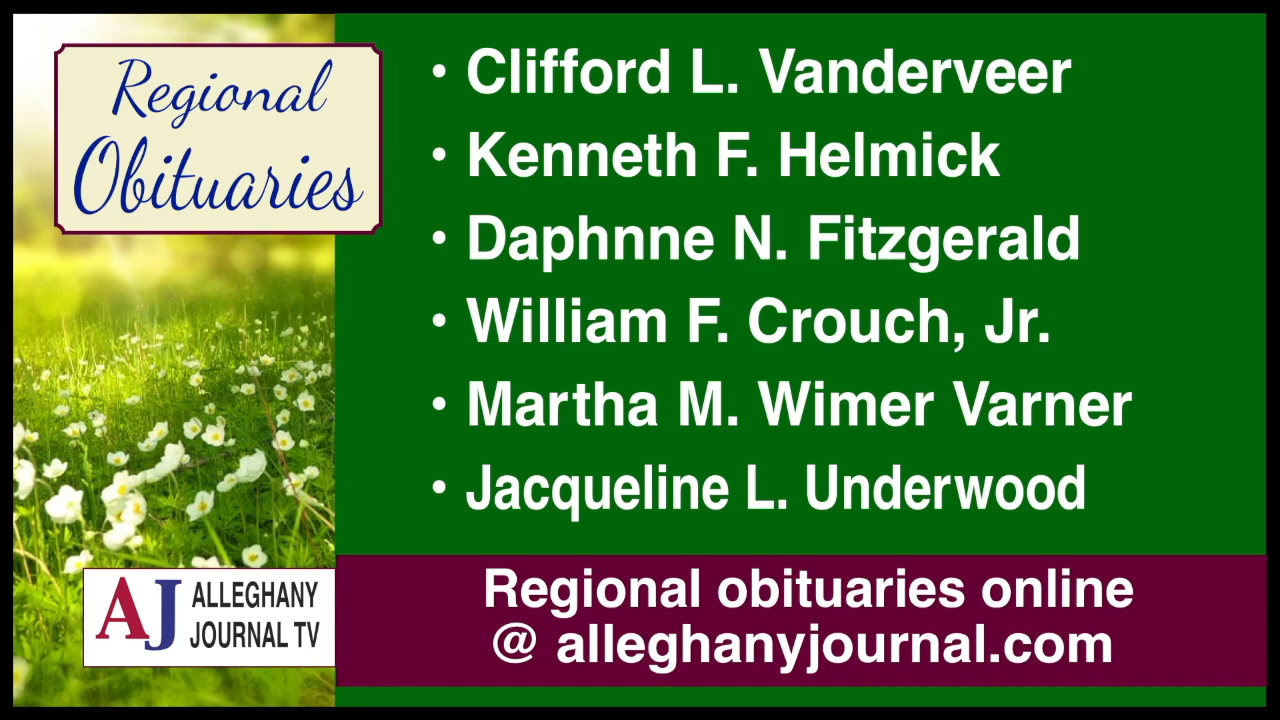 Regional
Obituaries
• Clifford L. Vanderveer
• Kenneth F. Helmick
• Daphnne N. Fitzgerald
• William F. Crouch, Jr.
• Martha M. Wimer Varner
• Jacqueline L. Underwood
AJ ALLEGHANY
JOURNAL TV
Regional obituaries online
@ alleghanyjournal.com